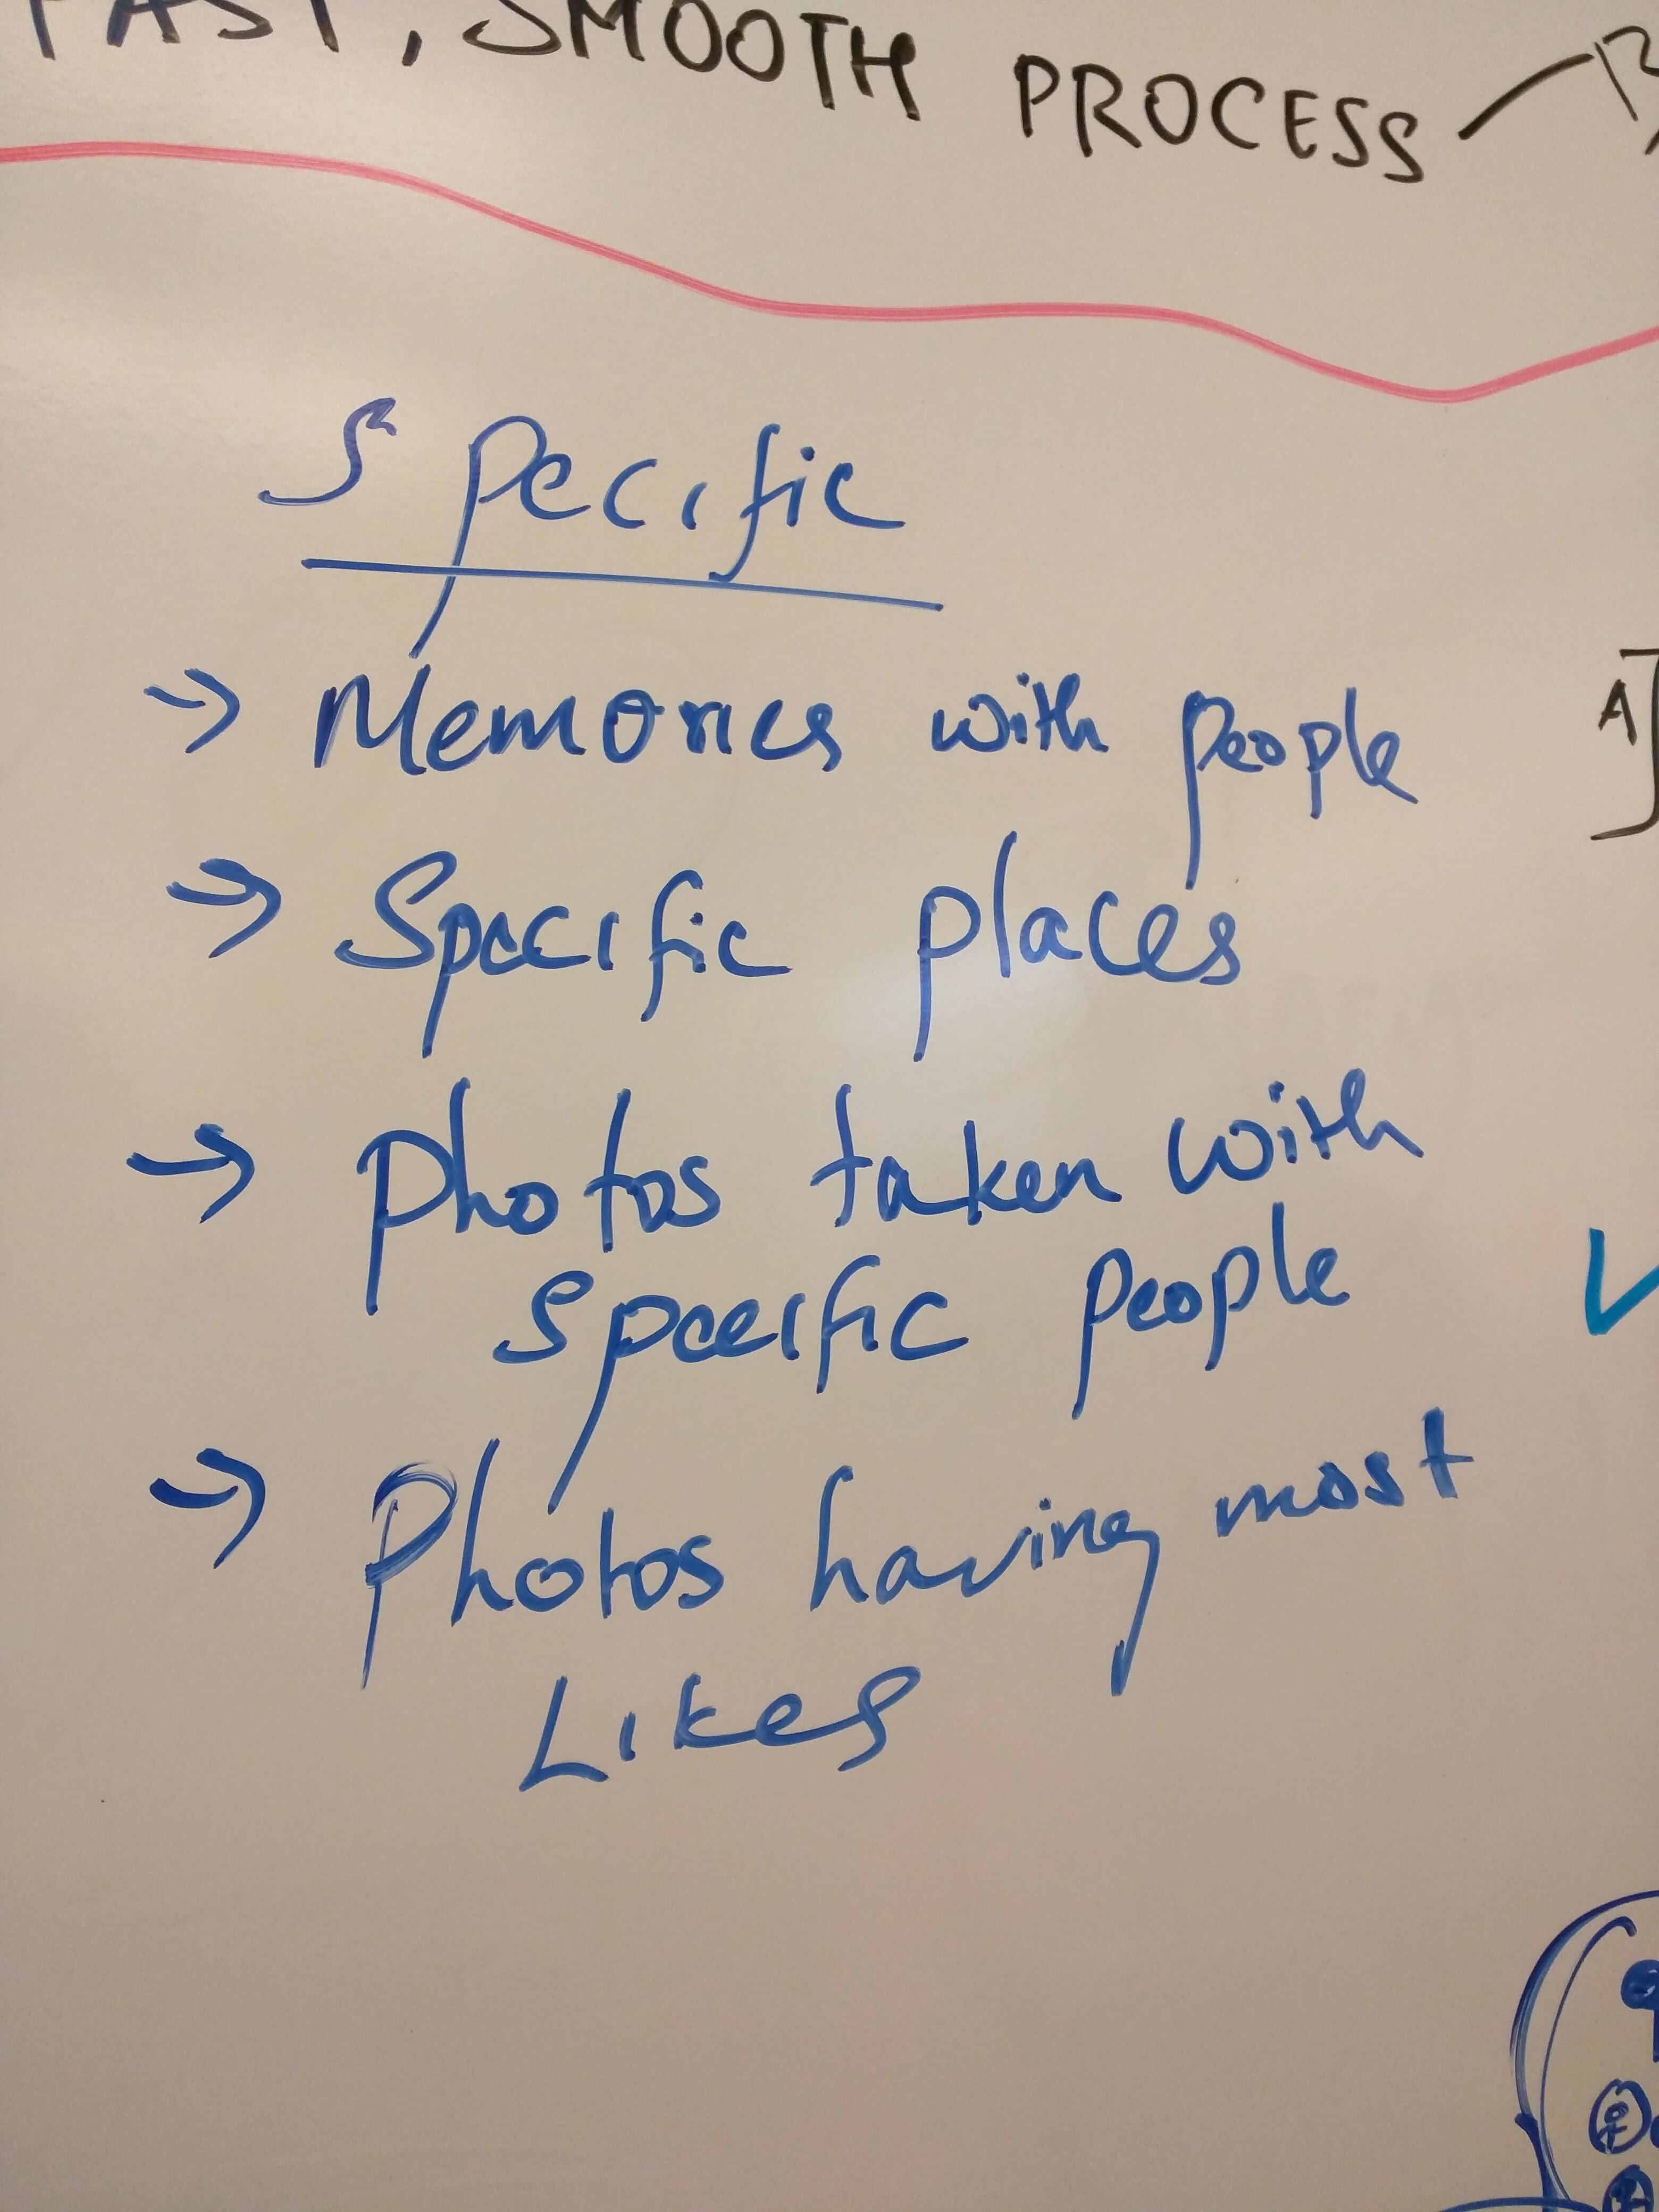 FAST, SMOOTH PROCESS
Specific
→ Memories with people
→ Specific places
→ Photos taken with
specific people
→ Photos having most
Likes
A]